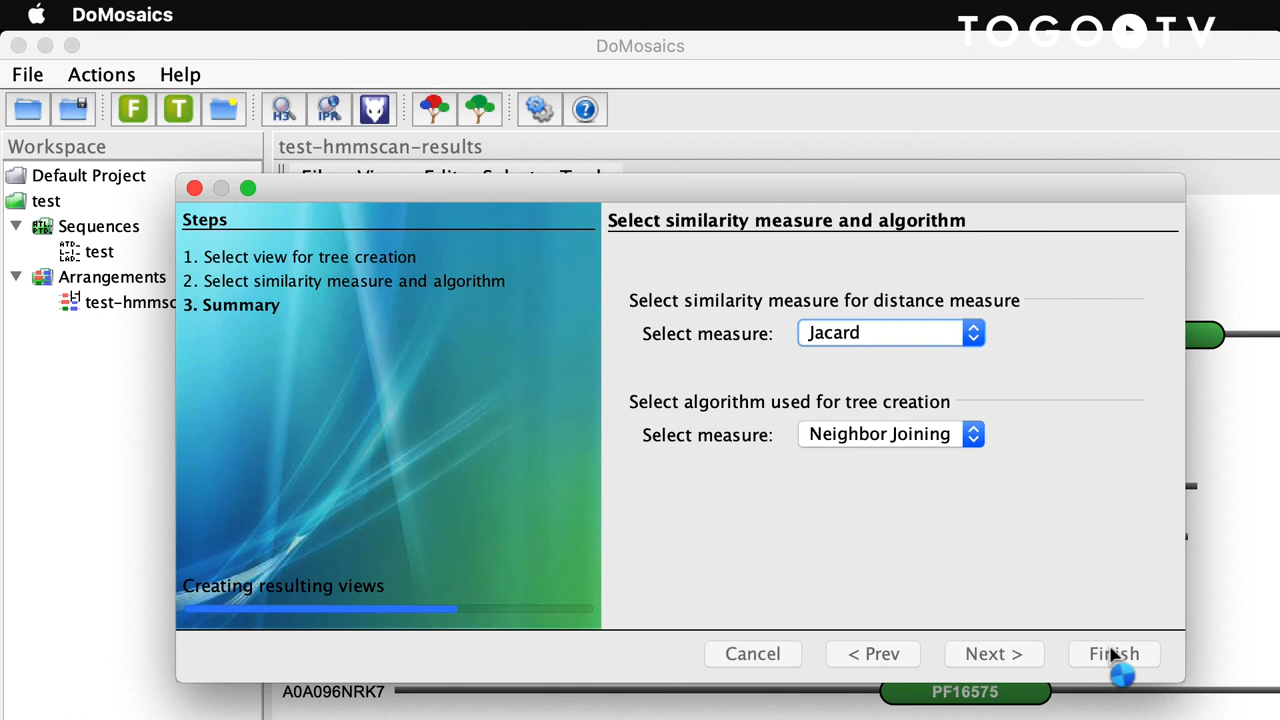 DoMosaics
TOGO TV
DoMosaics
File Actions Help
F T H3 IPR
Workspace
test-hmmscan-results
Default Project
test
Sequences
test
Arrangements
test-hmmsc
Steps
1. Select view for tree creation
2. Select similarity measure and algorithm
3. Summary
Creating resulting views
Select similarity measure and algorithm
Select similarity measure for distance measure
Select measure: Jacard
Select algorithm used for tree creation
Select measure: Neighbor Joining
Cancel < Prev Next > Finish
A0A096NRK7 PF16575